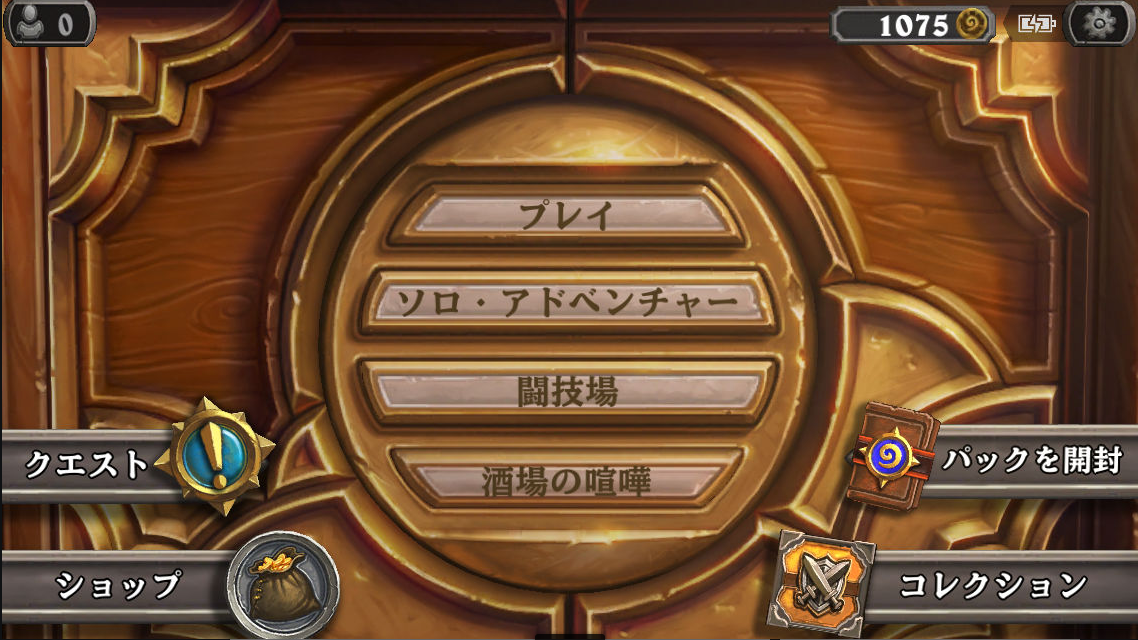 0
1075
プレイ
ソロ・アドベンチャー
闘技場
酒場の喧嘩
クエスト
パックを開封
ショップ
コレクション